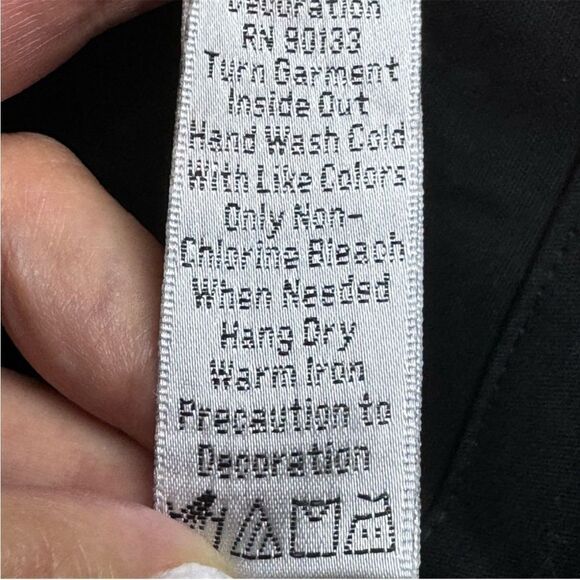 Decoration
RN 90133
Turn Garment
Inside Out
Hand Wash Cold
With Like Colors
Only Non-
Chlorine Bleach
When Needed
Hang Dry
Warm Iron
Precaution to
Decoration